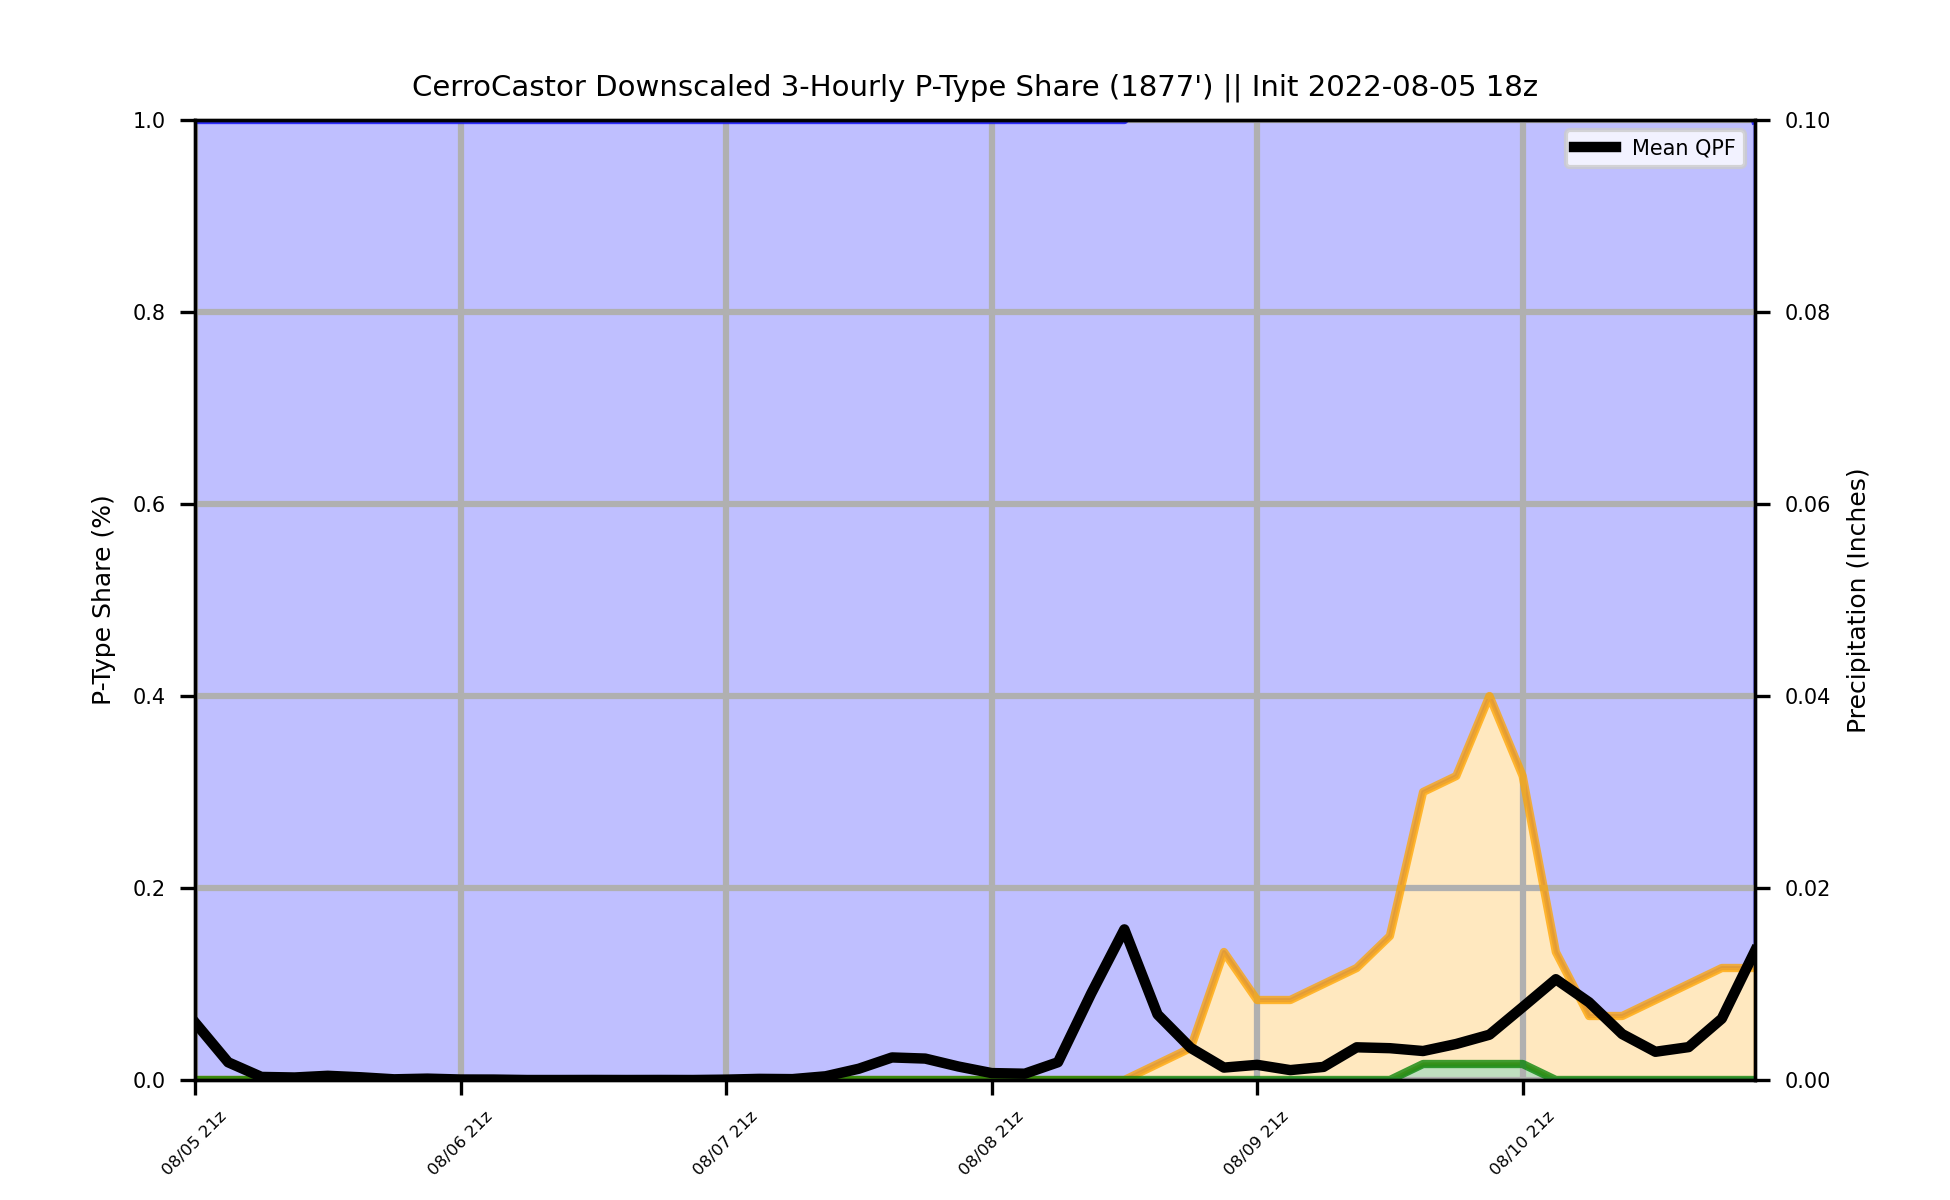 CerroCastor Downscaled 3-Hourly P-Type Share (1877') || Init 2022-08-05 18z
Mean QPF
P-Type Share (%)
1.0
0.8
0.6
0.4
0.2
0.0
0.10
0.08
0.06
0.04
0.02
0.00
Precipitation (Inches)
08/05 21z
08/06 21z
08/07 21z
08/08 21z
08/09 21z
08/10 21z